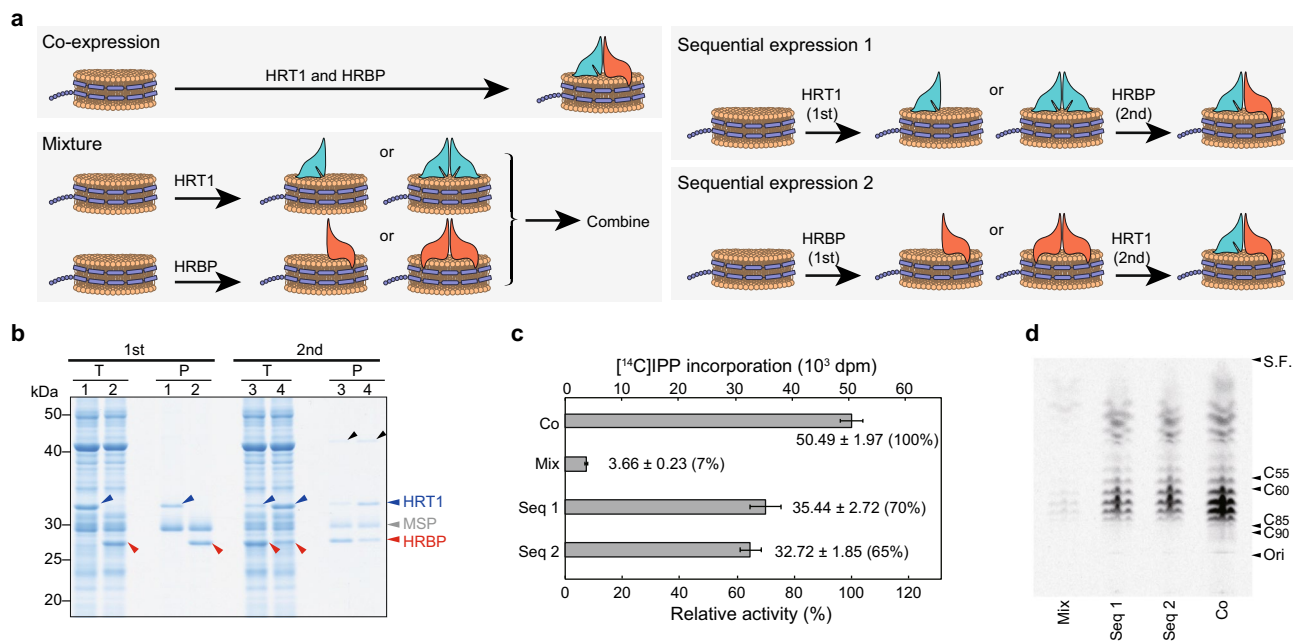 a
Co-expression
HRT1 and HRBP
Mixture
HRT1
or
HRBP
or
Combine
Sequential expression 1
HRT1
(1st)
or
HRBP
(2nd)
Sequential expression 2
HRBP
(1st)
or
HRT1
(2nd)
b
1st 2nd
T P T P
kDa 1 2 1 2 3 4 3 4
50
40
30
25
20
HRT1
MSP
HRBP
c
[¹⁴C]IPP incorporation (10³ dpm)
0 10 20 30 40 50 60
Co
50.49 ± 1.97 (100%)
Mix 3.66 ± 0.23 (7%)
Seq 1 35.44 ± 2.72 (70%)
Seq 2 32.72 ± 1.85 (65%)
0 20 40 60 80 100 120
Relative activity (%)
d
S.F.
C55
C60
C85
C90
Ori
Mix Seq 1 Seq 2 Co